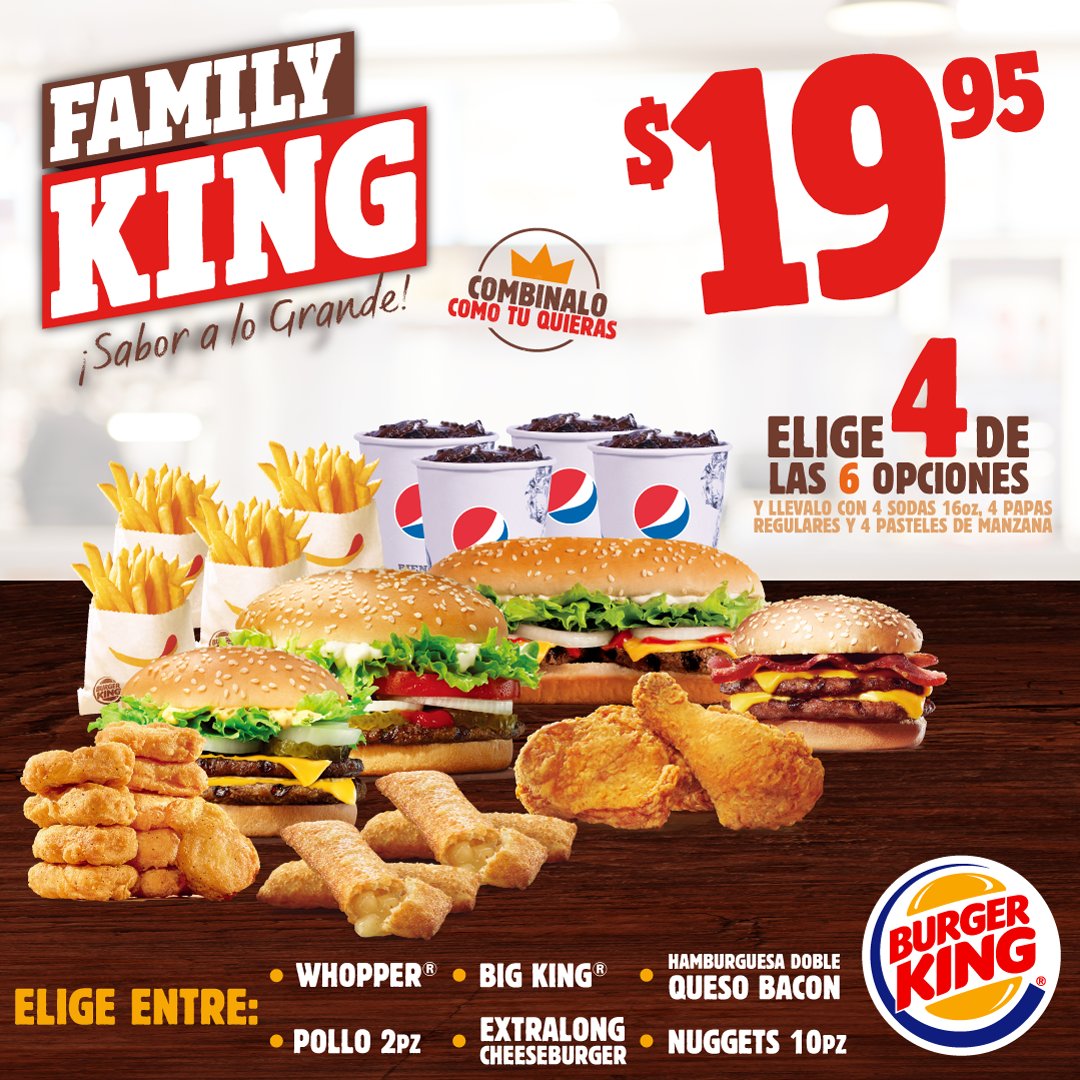 FAMILY
KING
¡Sabor a lo Grande!
$19 95
COMBINALO
COMO TU QUIERAS
ELIGE 4 DE
LAS 6 OPCIONES
Y LLEVALO CON 4 SODAS 16oz, 4 PAPAS
REGULARES Y 4 PASTELES DE MANZANA
BURGER
KING
ELIGE ENTRE:
• WHOPPER® • BIG KING® • HAMBURGUESA DOBLE
QUESO BACON
• POLLO 2PZ • EXTRALONG
CHEESEBURGER
• NUGGETS 10PZ
BURGER
KING®